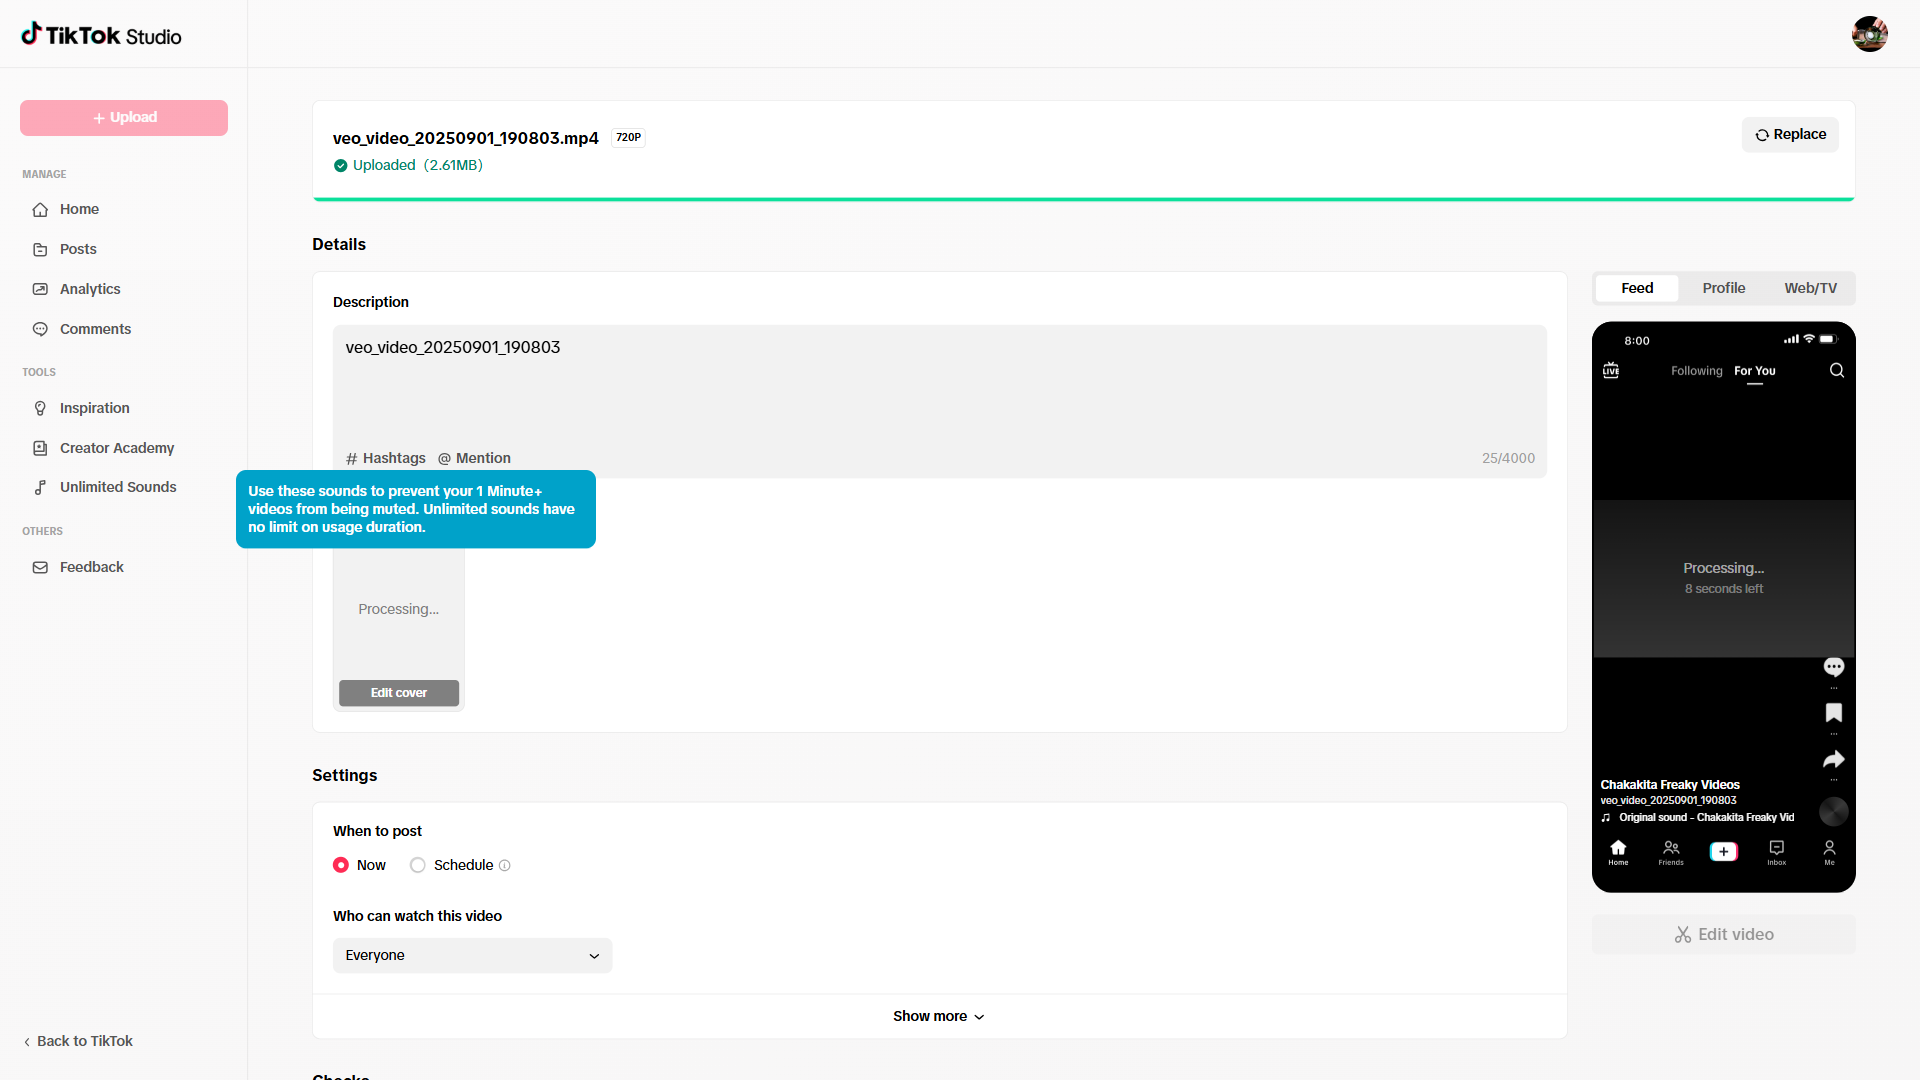 TikTok Studio
+ Upload
MANAGE
Home
Posts
Analytics
Comments
TOOLS
Inspiration
Creator Academy
Unlimited Sounds
OTHERS
Feedback
Back to TikTok
veo_video_20250901_190803.mp4 720P
Uploaded (2.61MB)
Replace
Details
Description
veo_video_20250901_190803
# Hashtags @ Mention 25/4000
Use these sounds to prevent your 1 Minute+
videos from being muted. Unlimited sounds have
no limit on usage duration.
Processing...
Edit cover
Settings
When to post
Now Schedule
Who can watch this video
Everyone
Show more
Feed Profile Web/TV
8:00
LIVE Following For You
Processing...
8 seconds left
...
...
...
Chakakita Freaky Videos
veo_video_20250901_190803
Original sound - Chakakita Freaky Vid
Home Friends Inbox Me
Edit video